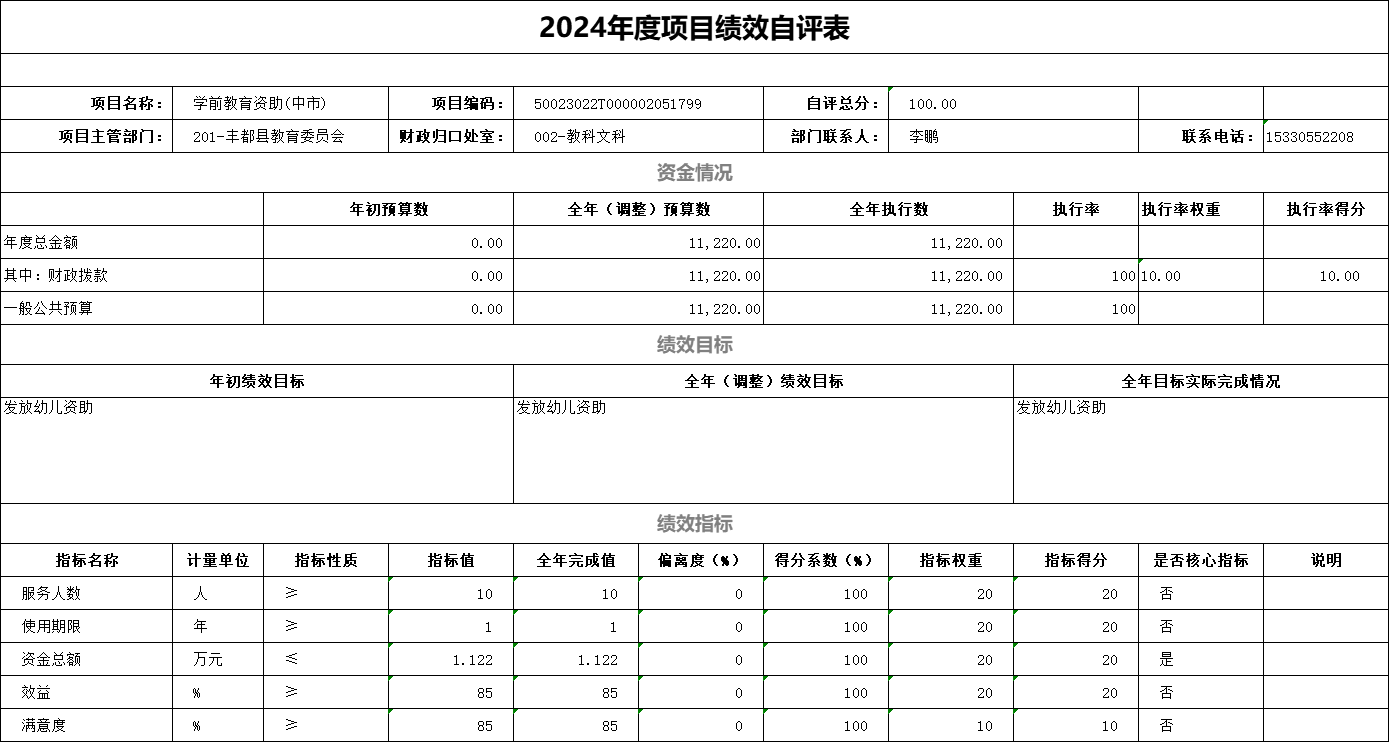 2024年度项目绩效自评表
项目名称： 学前教育资助(中市) 项目编码： 50023022T000002051799 自评总分： 100.00
项目主管部门： 201-丰都县教育委员会 财政归口处室： 002-教科文科 部门联系人： 李鹏 联系电话： 15330552208
资金情况
年初预算数 全年（调整）预算数 全年执行数 执行率 执行率权重 执行率得分
年度总金额 0.00 11,220.00 11,220.00
其中：财政拨款 0.00 11,220.00 11,220.00 100 10.00 10.00
一般公共预算 0.00 11,220.00 11,220.00 100
绩效目标
年初绩效目标 全年（调整）绩效目标 全年目标实际完成情况
发放幼儿资助 发放幼儿资助 发放幼儿资助
绩效指标
指标名称 计量单位 指标性质 指标值 全年完成值 偏离度（%） 得分系数（%） 指标权重 指标得分 是否核心指标 说明
服务人数 人 ≥ 10 10 0 100 20 20 否
使用期限 年 ≥ 1 1 0 100 20 20 否
资金总额 万元 ≤ 1.122 1.122 0 100 20 20 是
效益 % ≥ 85 85 0 100 20 20 否
满意度 % ≥ 85 85 0 100 10 10 否